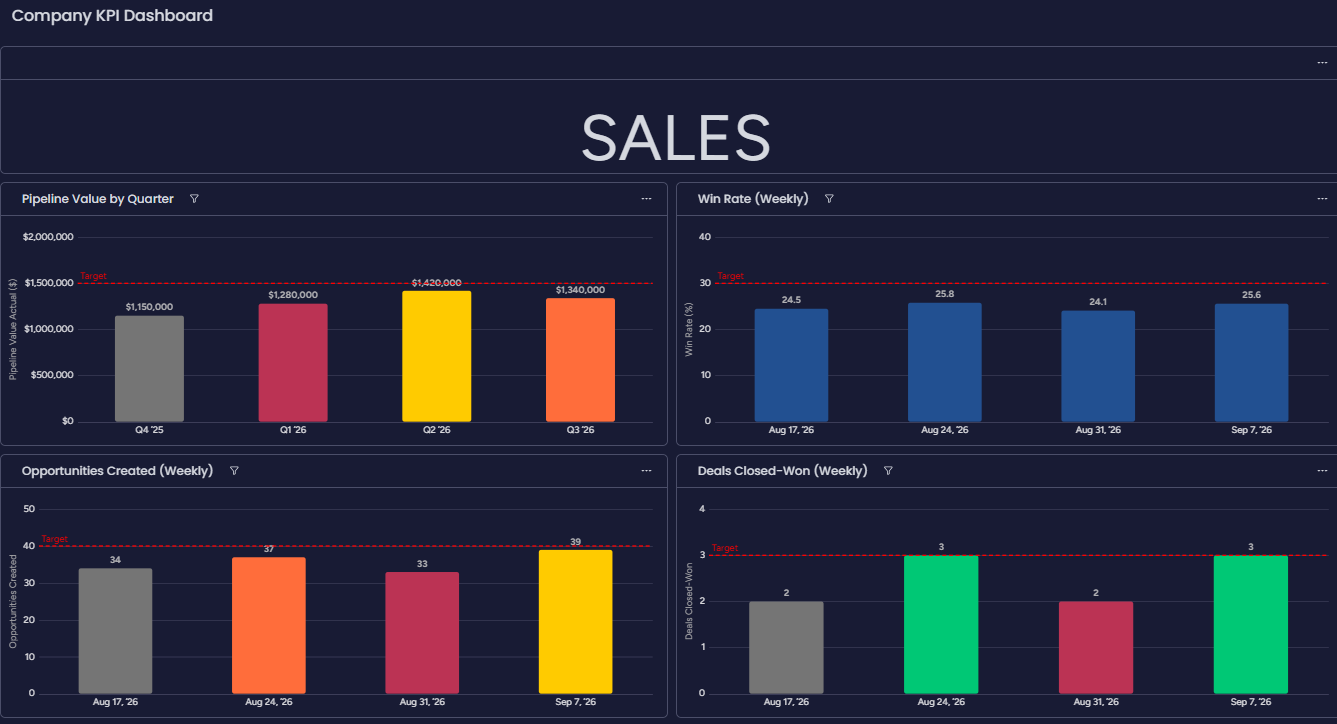 Company KPI Dashboard
SALES
Pipeline Value by Quarter
Pipeline Value Actual ($)
$2,000,000
$1,500,000
$1,000,000
$500,000
$0
Target
$1,150,000
$1,280,000
$1,420,000
$1,340,000
Q4 '25
Q1 '26
Q2 '26
Q3 '26
Win Rate (Weekly)
Win Rate (%)
40
30
20
10
0
Target
24.5
25.8
24.1
25.6
Aug 17, '26
Aug 24, '26
Aug 31, '26
Sep 7, '26
Opportunities Created (Weekly)
Opportunities Created
50
40
30
20
10
0
Target
34
37
33
39
Aug 17, '26
Aug 24, '26
Aug 31, '26
Sep 7, '26
Deals Closed-Won (Weekly)
Deals Closed-Won
4
3
2
1
0
Target
2
3
2
3
Aug 17, '26
Aug 24, '26
Aug 31, '26
Sep 7, '26